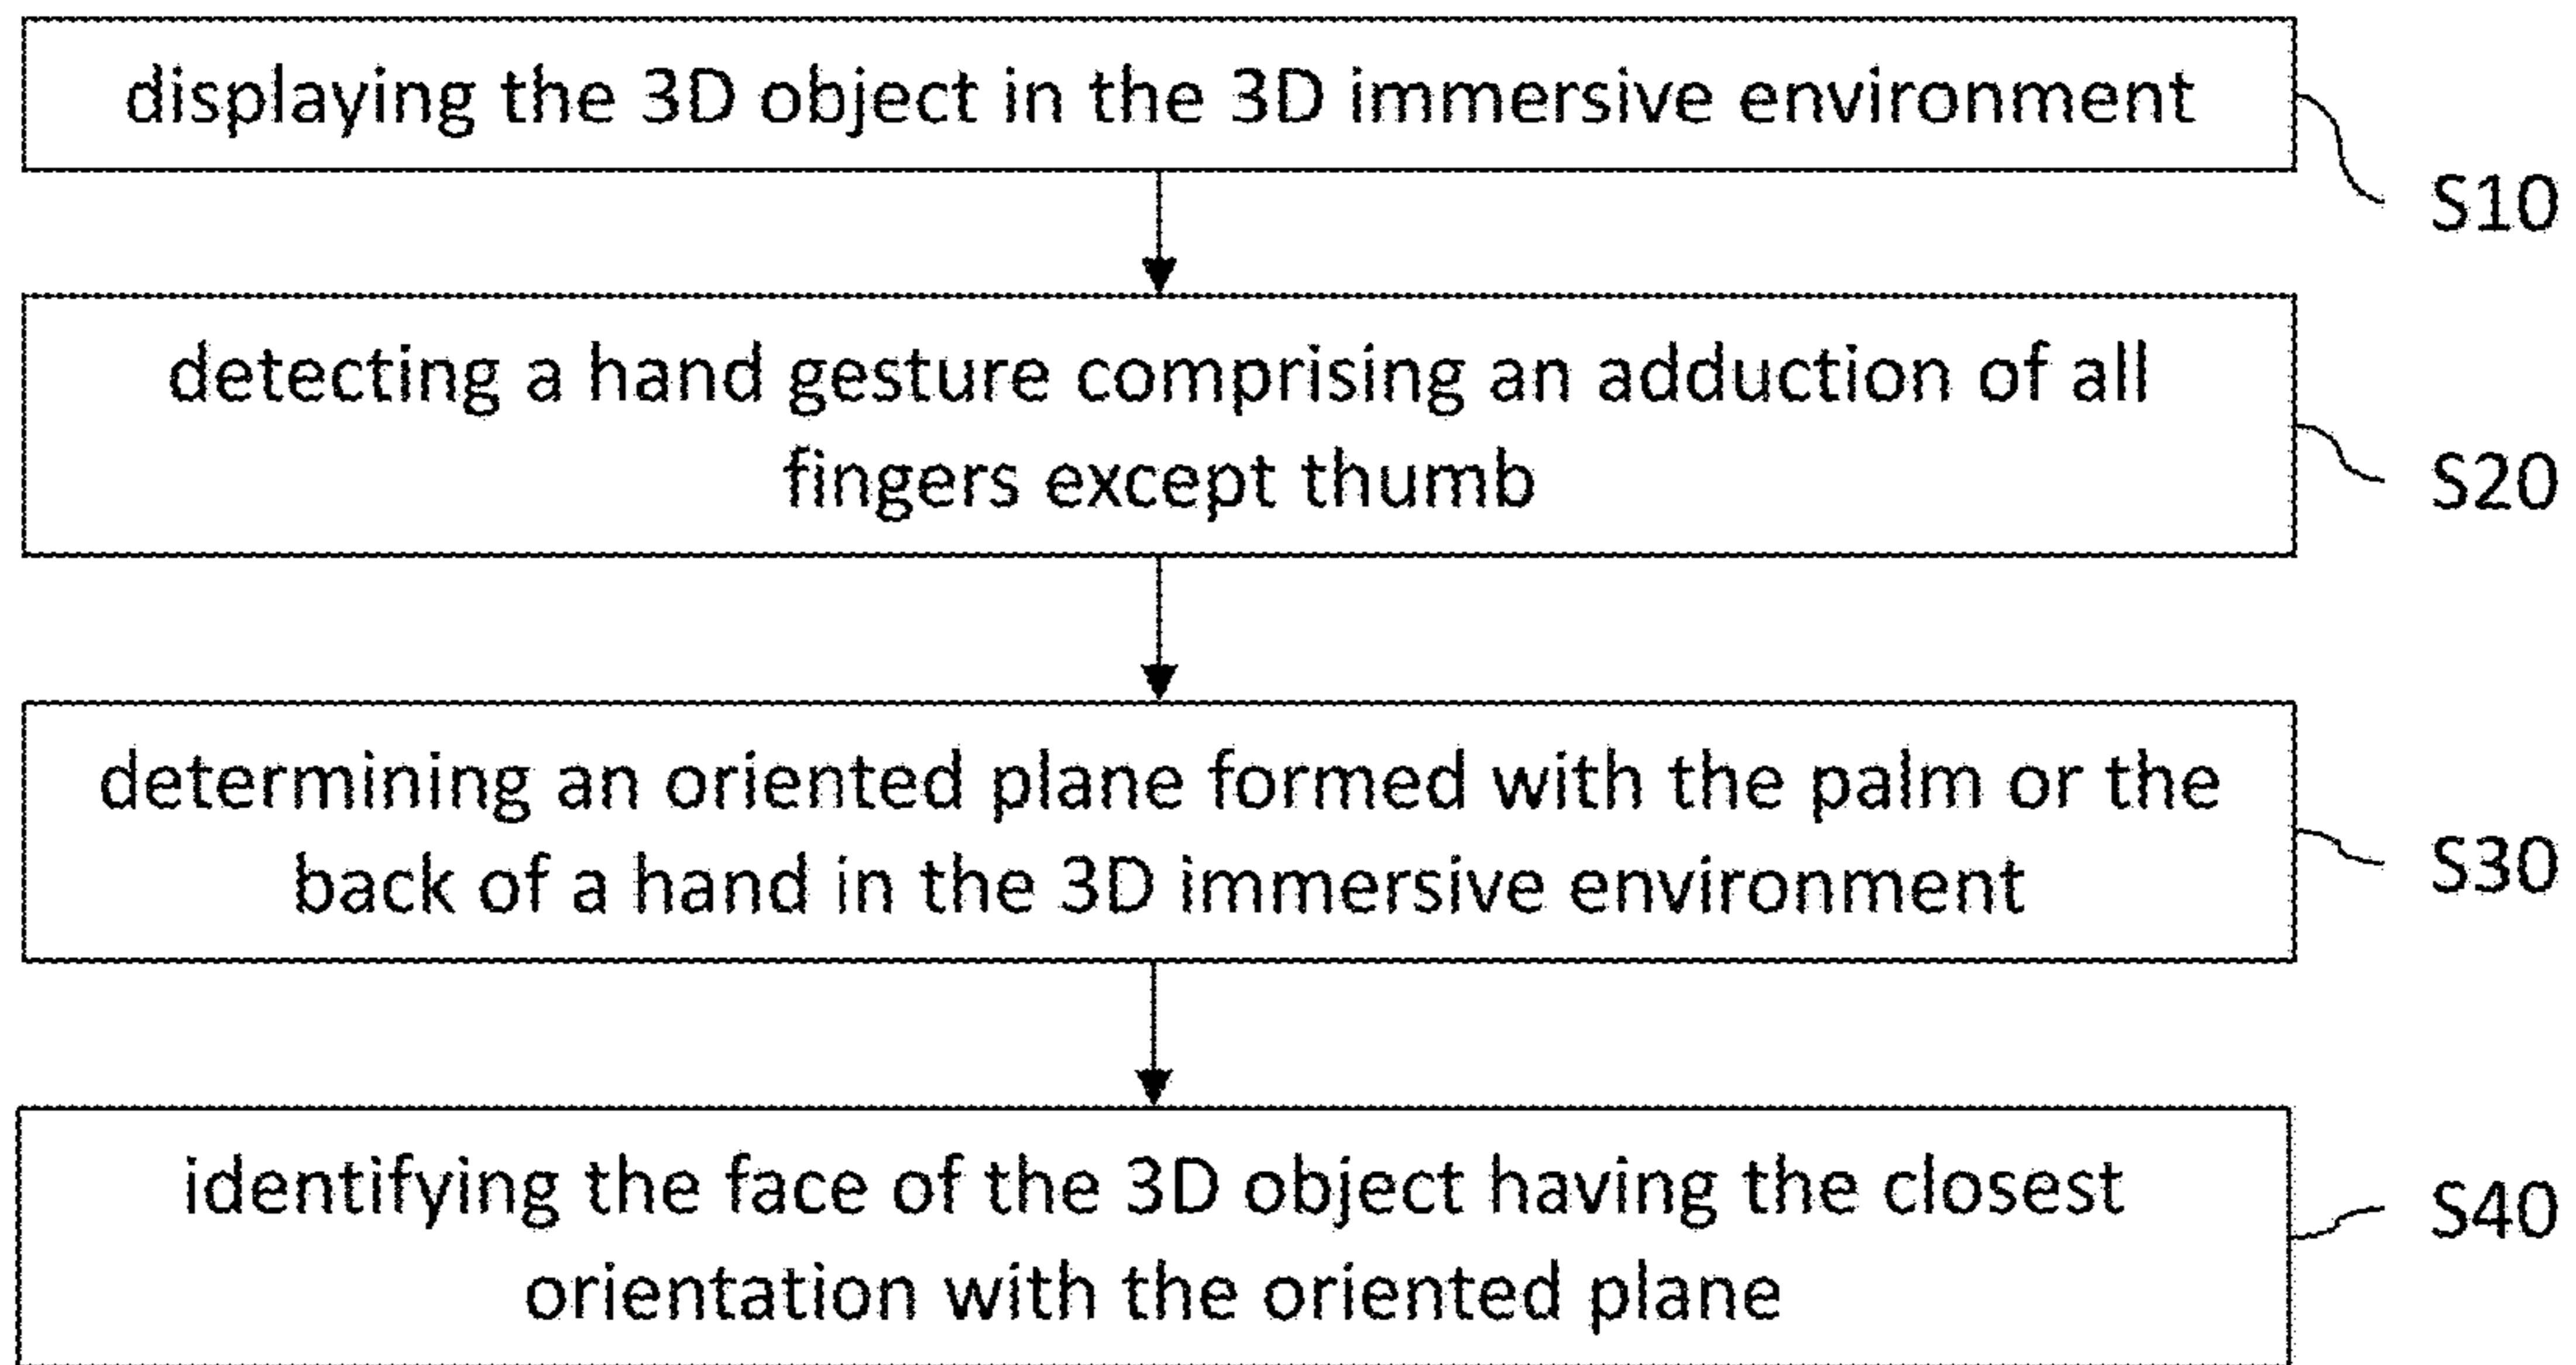 displaying the 3D object in the 3D immersive environment
S10
detecting a hand gesture comprising an adduction of all
fingers except thumb
S20
determining an oriented plane formed with the palm or the
back of a hand in the 3D immersive environment
S30
identifying the face of the 3D object having the closest
orientation with the oriented plane
S40